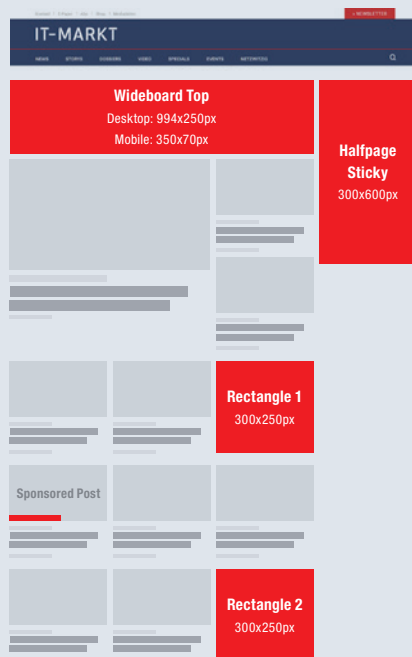 + NEWSLETTER
IT-MARKT
NEWS STORYS DOSSIERS VIDEO SPECIALS EVENTS NETZWITZIG
Wideboard Top
Desktop: 994x250px
Mobile: 350x70px
Halfpage
Sticky
300x600px
Rectangle 1
300x250px
Sponsored Post
Rectangle 2
300x250px